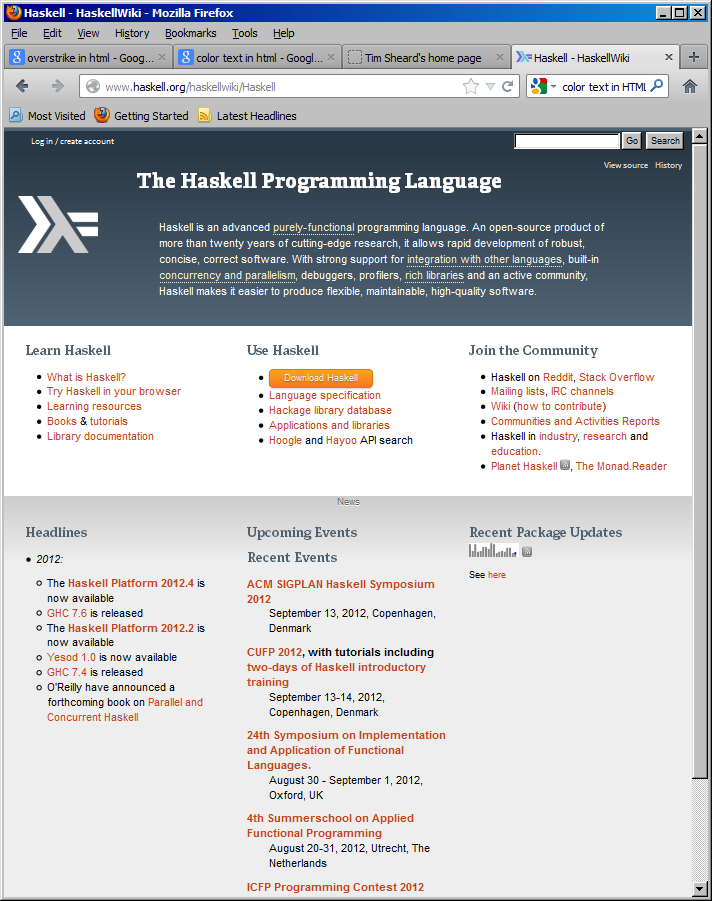 Haskell - HaskellWiki - Mozilla Firefox
File Edit View History Bookmarks Tools Help
overstrike in html - Goog...
color text in html - Googl...
Tim Sheard's home page
Haskell - HaskellWiki
www.haskell.org/haskellwiki/Haskell
color text in HTML
Most Visited Getting Started Latest Headlines
Log in / create account
Go Search
View source History
The Haskell Programming Language
Haskell is an advanced purely-functional programming language. An open-source product of
more than twenty years of cutting-edge research, it allows rapid development of robust,
concise, correct software. With strong support for integration with other languages, built-in
concurrency and parallelism, debuggers, profilers, rich libraries and an active community,
Haskell makes it easier to produce flexible, maintainable, high-quality software.
Learn Haskell
What is Haskell?
Try Haskell in your browser
Learning resources
Books & tutorials
Library documentation
Use Haskell
Download Haskell
Language specification
Hackage library database
Applications and libraries
Hoogle and Hayoo API search
Join the Community
Haskell on Reddit, Stack Overflow
Mailing lists, IRC channels
Wiki (how to contribute)
Communities and Activities Reports
Haskell in industry, research and
education.
Planet Haskell , The Monad.Reader
News
Headlines
2012:
The Haskell Platform 2012.4 is
now available
GHC 7.6 is released
The Haskell Platform 2012.2 is
now available
Yesod 1.0 is now available
GHC 7.4 is released
O'Reilly have announced a
forthcoming book on Parallel and
Concurrent Haskell
Upcoming Events
Recent Events
ACM SIGPLAN Haskell Symposium
2012
September 13, 2012, Copenhagen,
Denmark
CUFP 2012, with tutorials including
two-days of Haskell introductory
training
September 13-14, 2012,
Copenhagen, Denmark
24th Symposium on Implementation
and Application of Functional
Languages.
August 30 - September 1, 2012,
Oxford, UK
4th Summerschool on Applied
Functional Programming
August 20-31, 2012, Utrecht, The
Netherlands
ICFP Programming Contest 2012
Recent Package Updates
See here